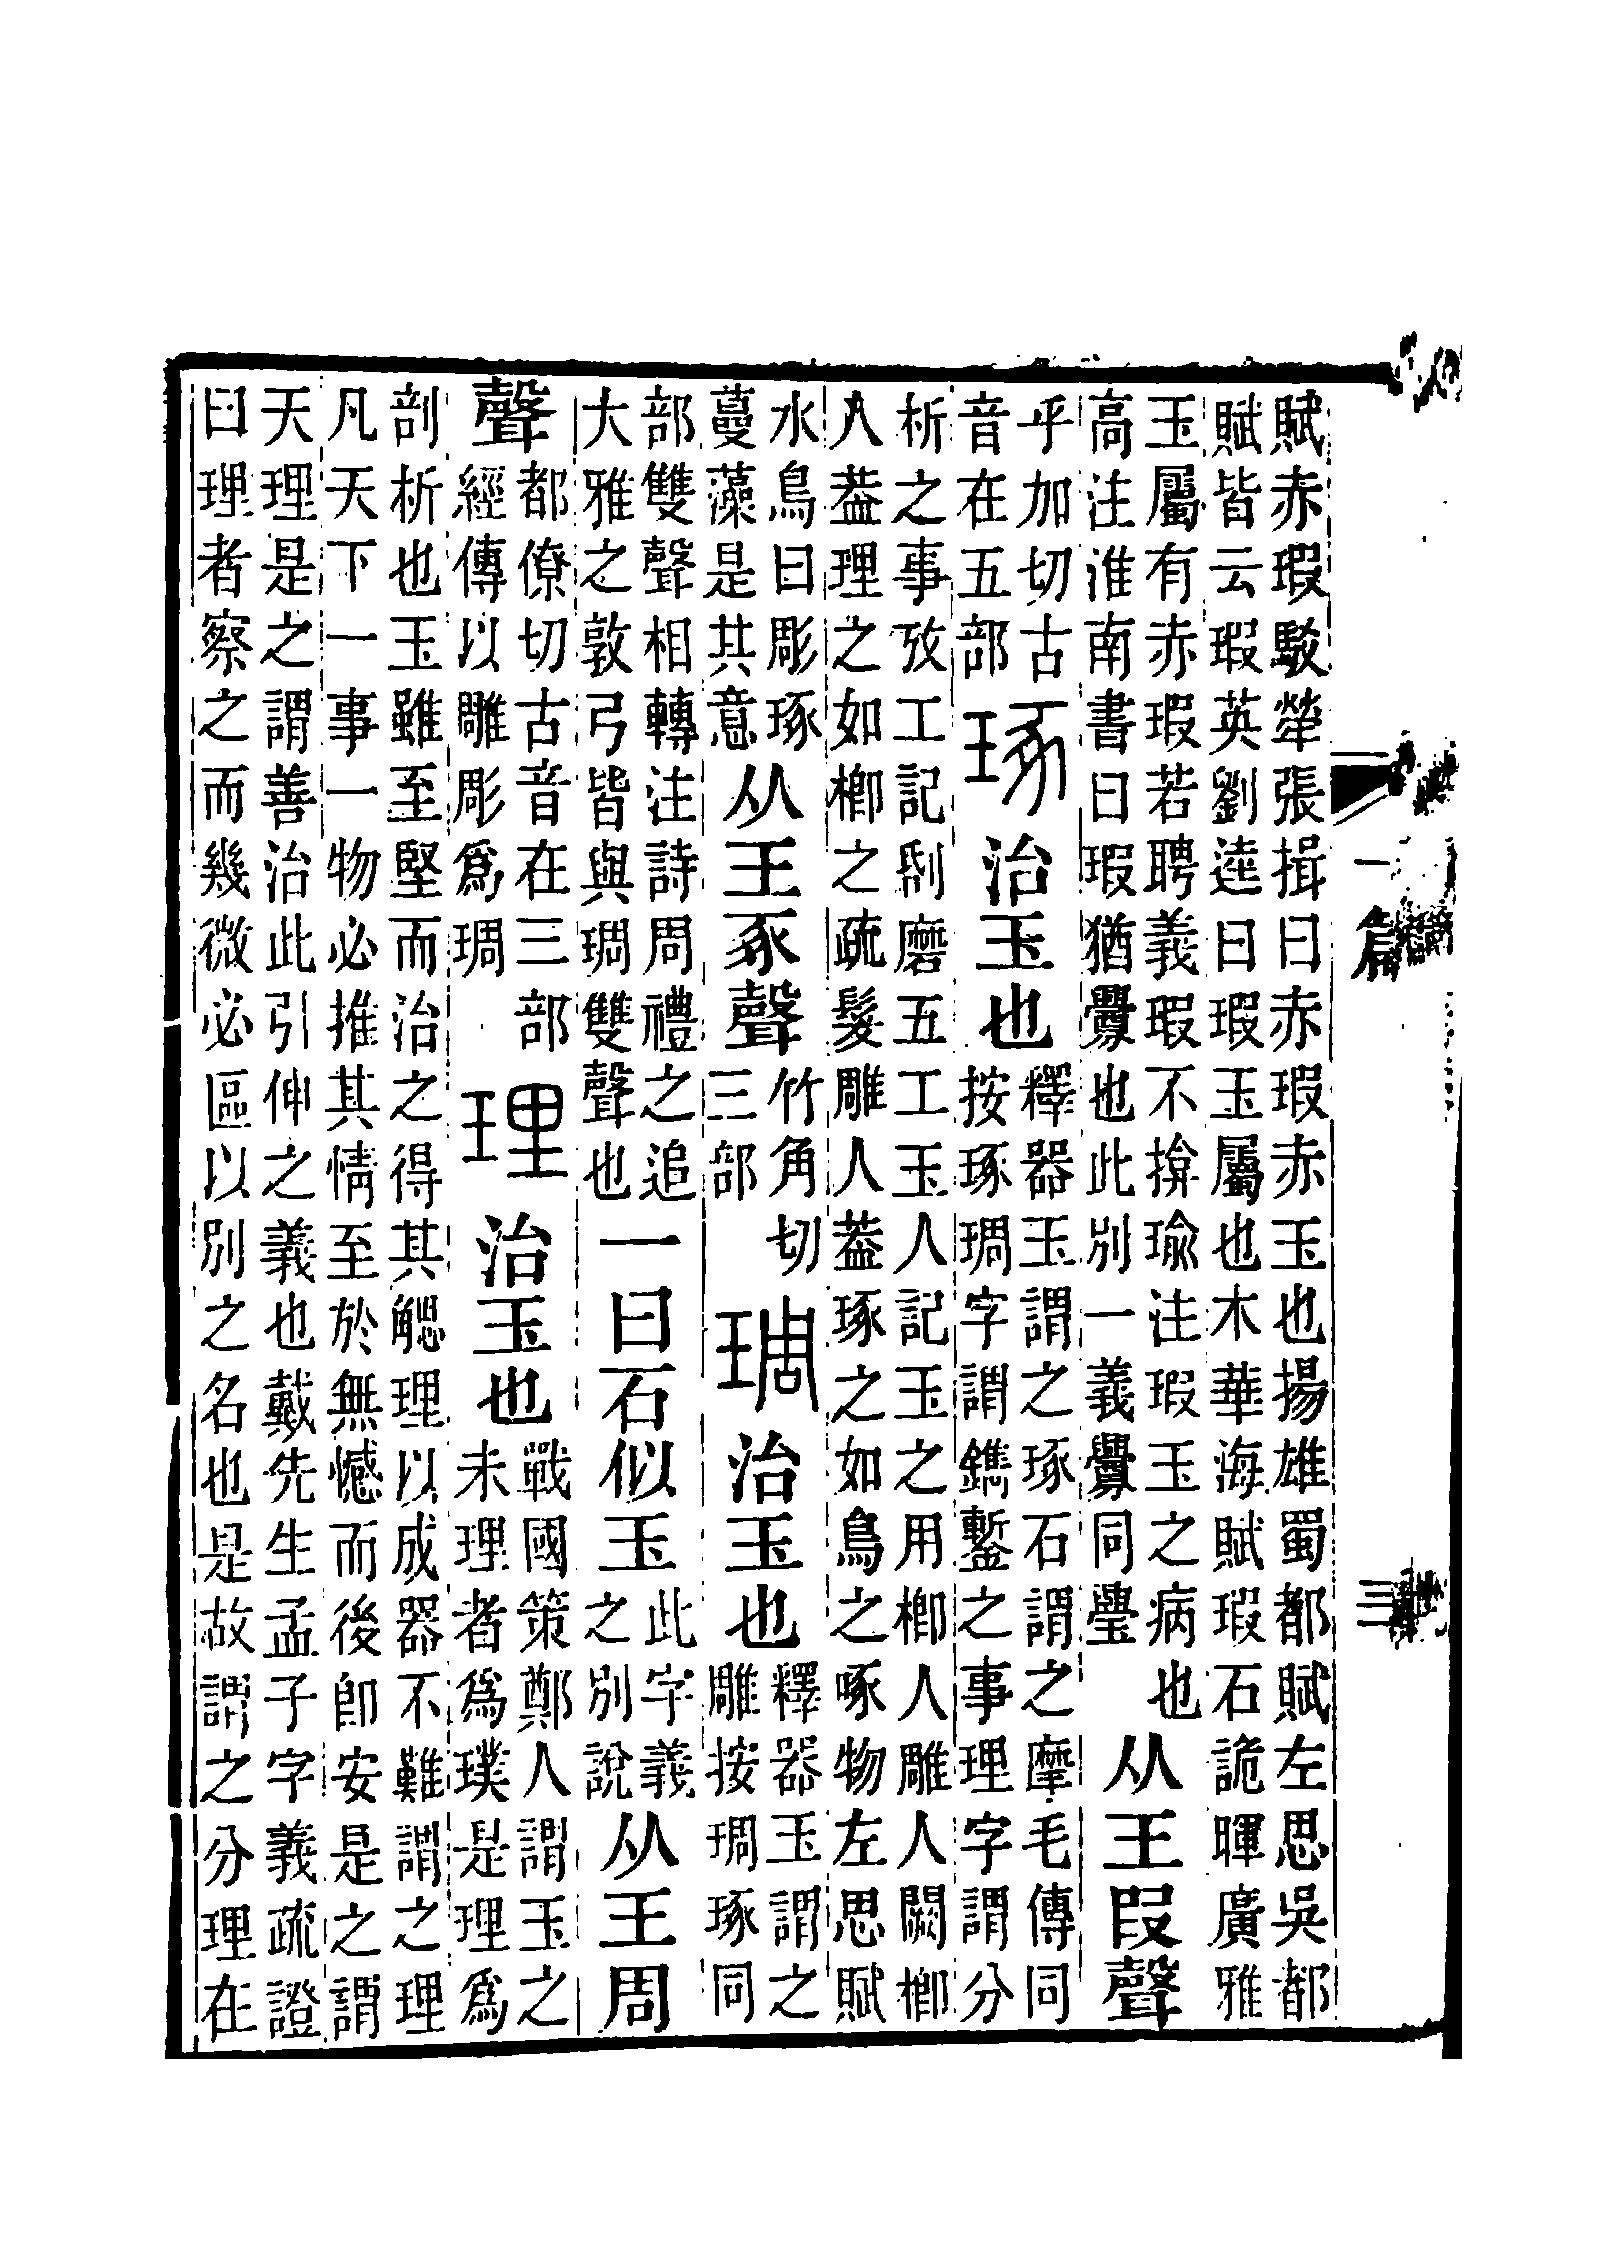 賦赤瑕駁犖張揖曰赤瑕赤玉也揚雄蜀都賦左思吳都
賦皆云瑕英劉逵曰瑕玉屬也木華海賦瑕石詭暉廣雅
玉屬有赤瑕若聘義瑕不揜瑜注瑕玉之病也
高注淮南書曰瑕猶釁也此別一義釁同璺
从王叚聲
乎加切古
音在五部
琢
治玉也
釋器玉謂之琢石謂之摩毛傳同
按琢琱字謂鐫鏨之事理字謂分
析之事攷工記刮磨五工玉人記玉之用楖人雕人闕楖
人葢理之如楖之疏髮雕人葢琢之如鳥之啄物左思賦
水鳥曰彫琢
蔓藻是其意
从王豖聲
竹角切
三部
琱
治玉也
釋器玉謂之
雕按琱琢同
部雙聲相轉注詩周禮之追
大雅之敦弓皆與琱雙聲也
一曰石似玉
此字義
之別說
从王周
聲
都僚切古音在三部
經傳以雕彫爲琱
理
治玉也
戰國策鄭人謂玉之
未理者爲璞是理爲
剖析也玉雖至堅而治之得其䚡理以成器不難謂之理
凡天下一事一物必推其情至於無憾而後卽安是之謂
天理是之謂善治此引伸之義也戴先生孟子字義疏證
曰理者察之而幾微必區以別之名也是故謂之分理在
一篇